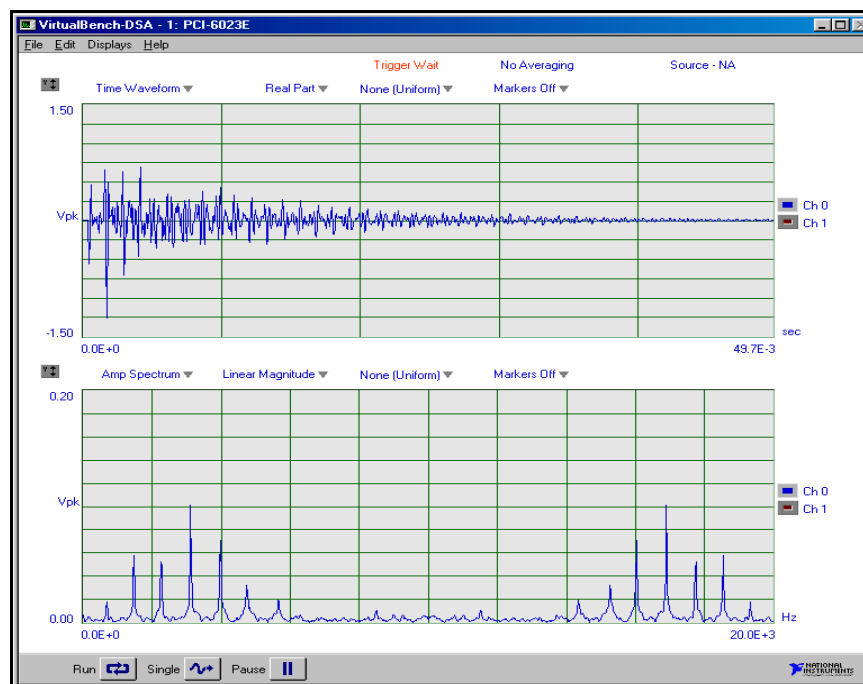 VirtualBench-DSA - 1: PCI-6023E
File Edit Displays Help
Trigger Wait No Averaging Source - NA
Time Waveform Real Part None (Uniform) Markers Off
1.50
Vpk
-1.50
Ch 0
Ch 1
sec
0.0E+0 49.7E-3
Amp Spectrum Linear Magnitude None (Uniform) Markers Off
0.20
Vpk
0.00
Ch 0
Ch 1
Hz
0.0E+0 20.0E+3
Run Single Pause
NATIONAL
INSTRUMENTS